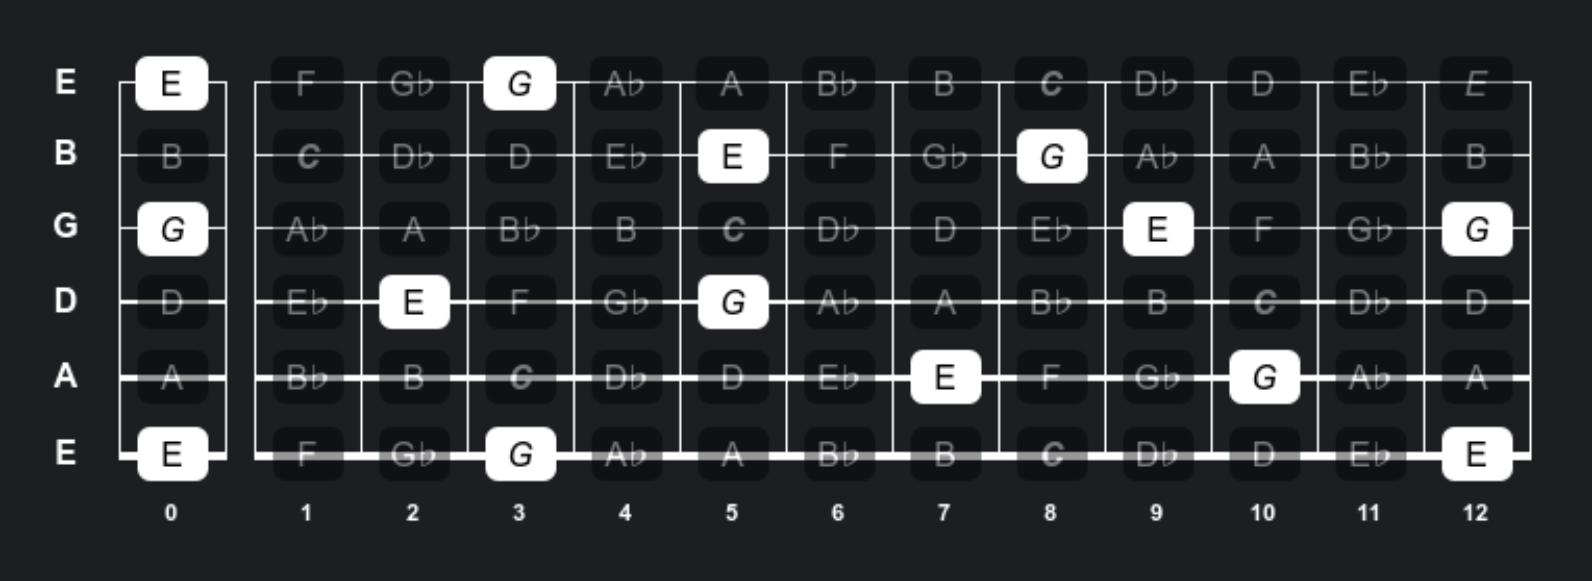 E E F G♭ G A♭ A B♭ B C D♭ D E♭ E
B B C D♭ D E♭ E F G♭ G A♭ A B♭ B
G G A♭ A B♭ B C D♭ D E♭ E F G♭ G
D D E♭ E F G♭ G A♭ A B♭ B C D♭ D
A A B♭ B C D♭ D E♭ E F G♭ G A♭ A
E E F G♭ G A♭ A B♭ B C D♭ D E♭ E
0 1 2 3 4 5 6 7 8 9 10 11 12